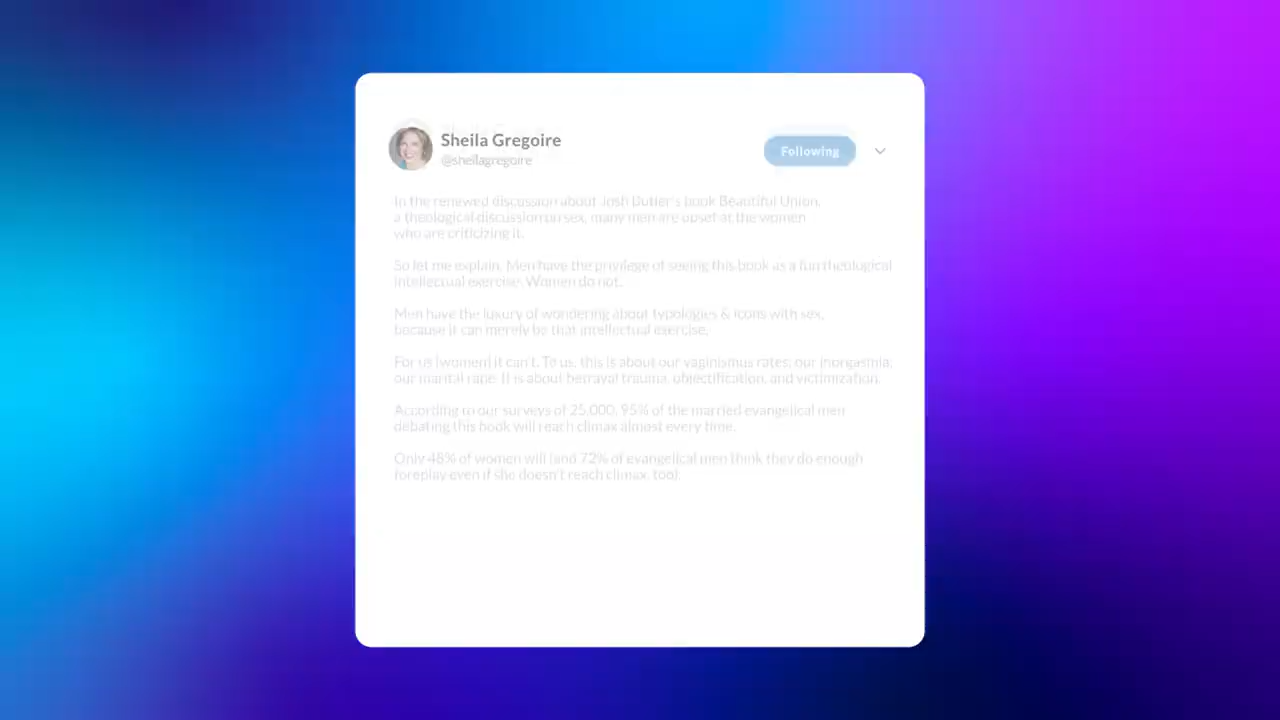 Sheila Gregoire
@sheilagregoire
Following
In the renewed discussion about Josh Butler's book Beautiful Union,
a theological discussion on sex, many men are upset at the women
who are criticizing it.
So let me explain. Men have the privilege of seeing this book as a fun theological
intellectual exercise. Women do not.
Men have the luxury of wondering about typologies & icons with sex,
because it can merely be that intellectual exercise.
For us [women] it can't. To us, this is about our vaginismus rates; our inorgasmia;
our marital rape. It is about betrayal trauma, objectification, and victimization.
According to our surveys of 25,000, 95% of the married evangelical men
debating this book will reach climax almost every time.
Only 48% of women will (and 72% of evangelical men think they do enough
foreplay even if she doesn't reach climax, too).